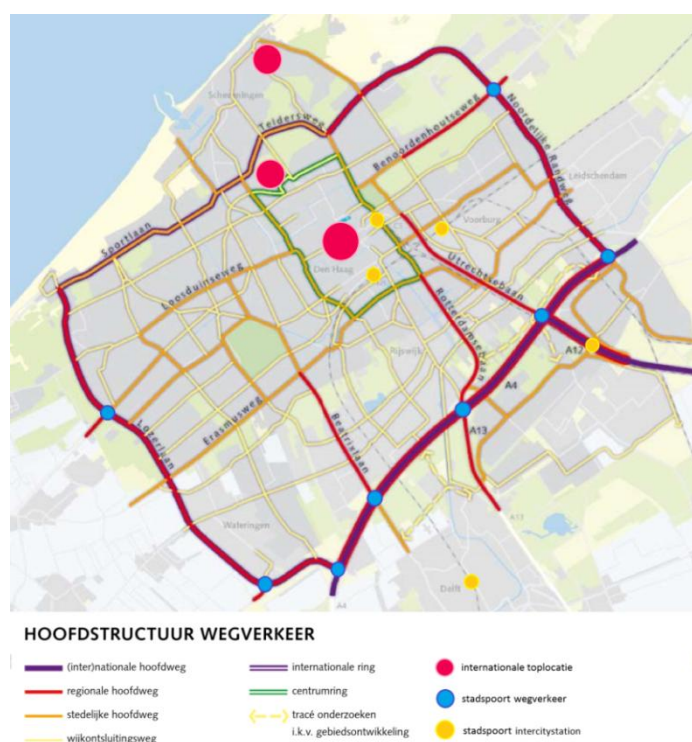 Scheveningen
Teldersweg
Benoordenhoutseweg
Noordelijke Randweg
Leidschendam
Sportlaan
Voorburg
Den Haag
Loosduinseweg
Utrechtsebaan
Rotterdamsebaan
Rijswijk
A12
A4
A13
Erasmusweg
Beatrixlaan
Lozerlaan
Wateringen
A13
Delft
A4
HOOFDSTRUCTUUR WEGVERKEER
(inter)nationale hoofdweg
regionale hoofdweg
stedelijke hoofdweg
wijkontsluitingsweg
internationale ring
centrumring
tracé onderzoeken
i.k.v. gebiedsontwikkeling
internationale toplocatie
stadspoort wegverkeer
stadspoort intercitystation